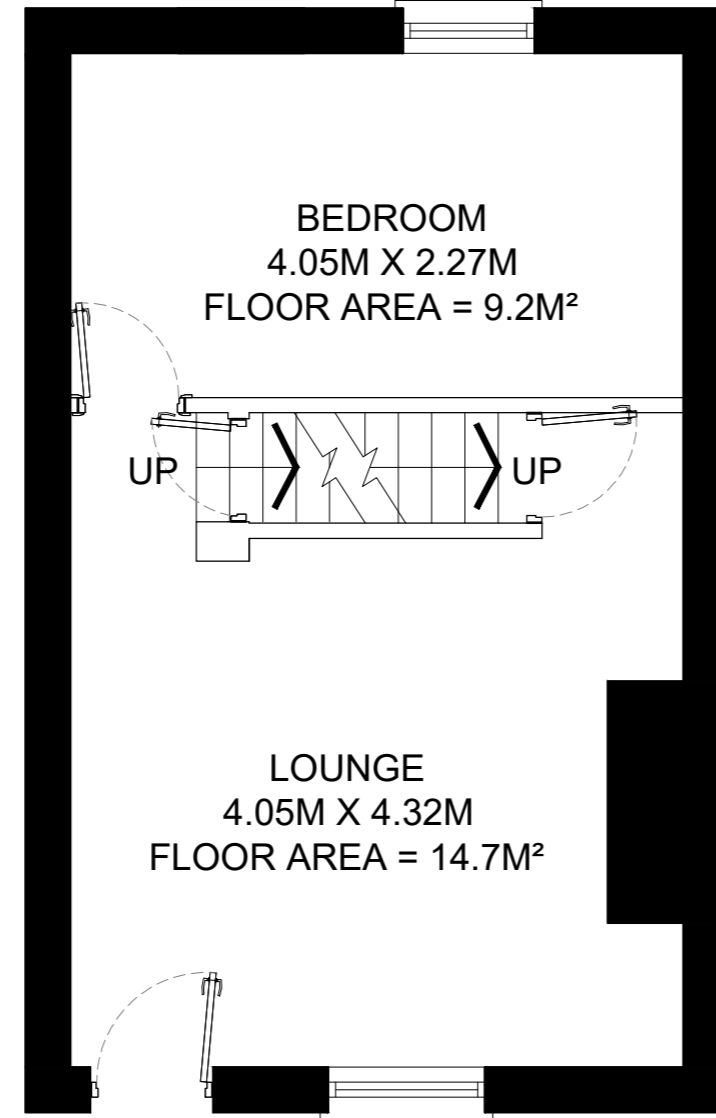 BEDROOM
4.05M X 2.27M
FLOOR AREA = 9.2M²
UP
UP
LOUNGE
4.05M X 4.32M
FLOOR AREA = 14.7M²